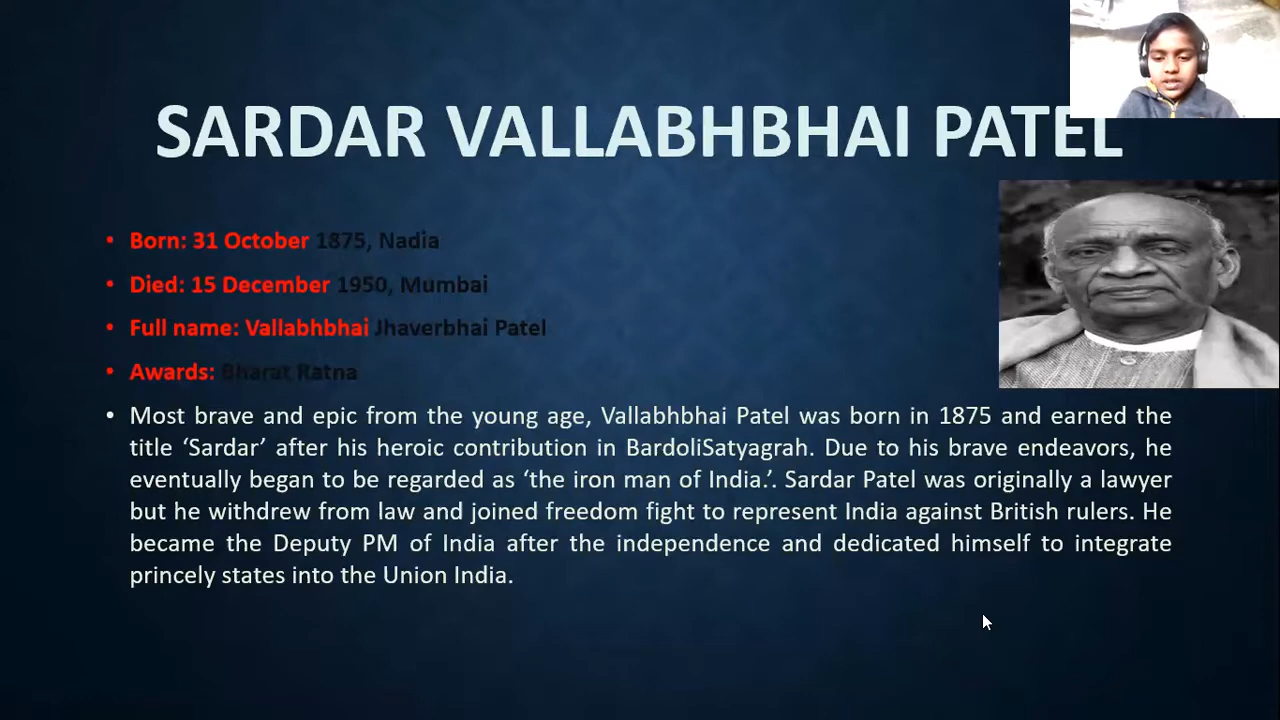 SARDAR VALLABHBHAI PATEL
• Born: 31 October 1875, Nadia
• Died: 15 December 1950, Mumbai
• Full name: Vallabhbhai Jhaverbhai Patel
• Awards: Bharat Ratna
• Most brave and epic from the young age, Vallabhbhai Patel was born in 1875 and earned the
title ‘Sardar’ after his heroic contribution in BardoliSatyagrah. Due to his brave endeavors, he
eventually began to be regarded as ‘the iron man of India.’. Sardar Patel was originally a lawyer
but he withdrew from law and joined freedom fight to represent India against British rulers. He
became the Deputy PM of India after the independence and dedicated himself to integrate
princely states into the Union India.